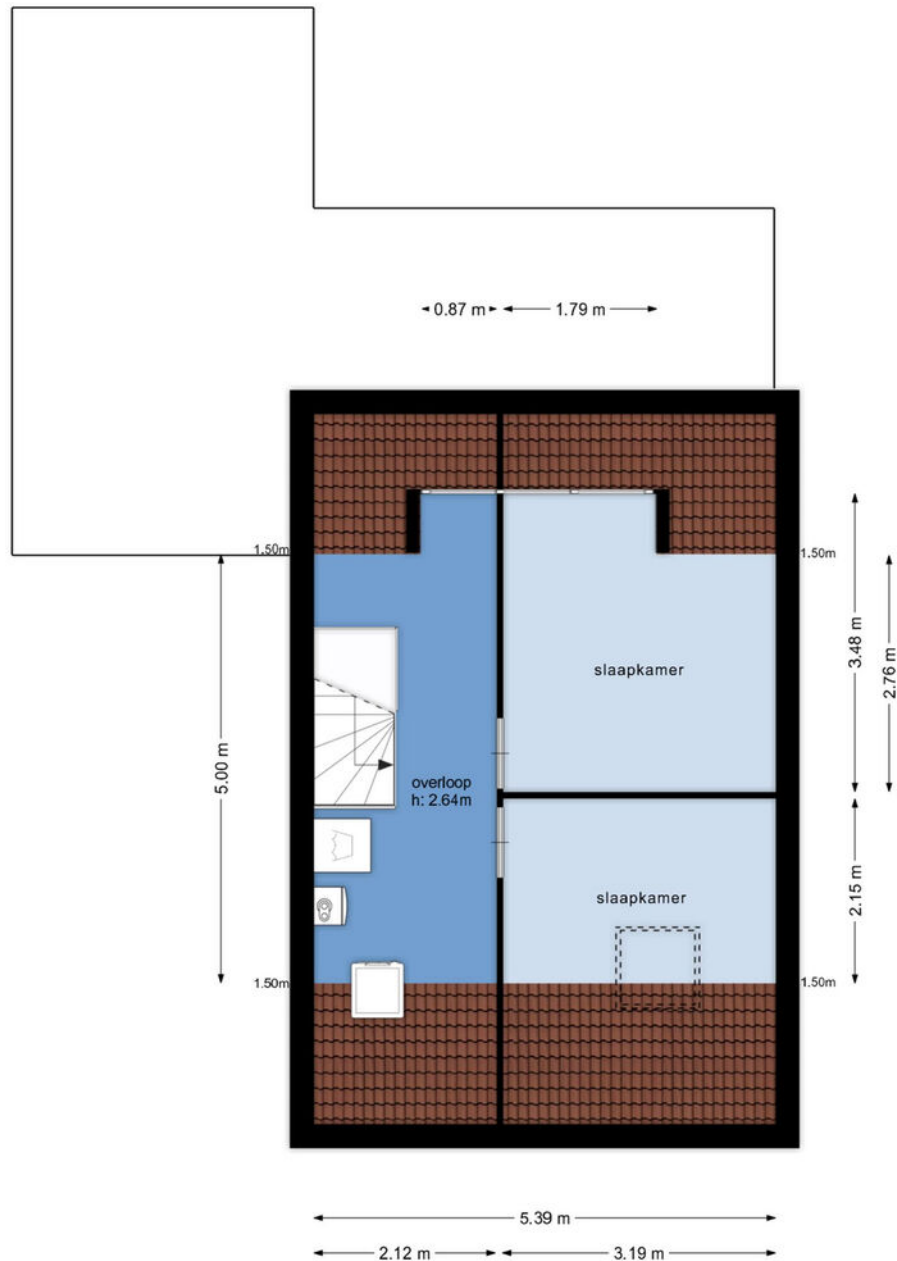 0.87 m
1.79 m
1.50m
1.50m
3.48 m
2.76 m
slaapkamer
5.00 m
overloop
h: 2.64m
2.15 m
slaapkamer
1.50m
1.50m
5.39 m
2.12 m
3.19 m